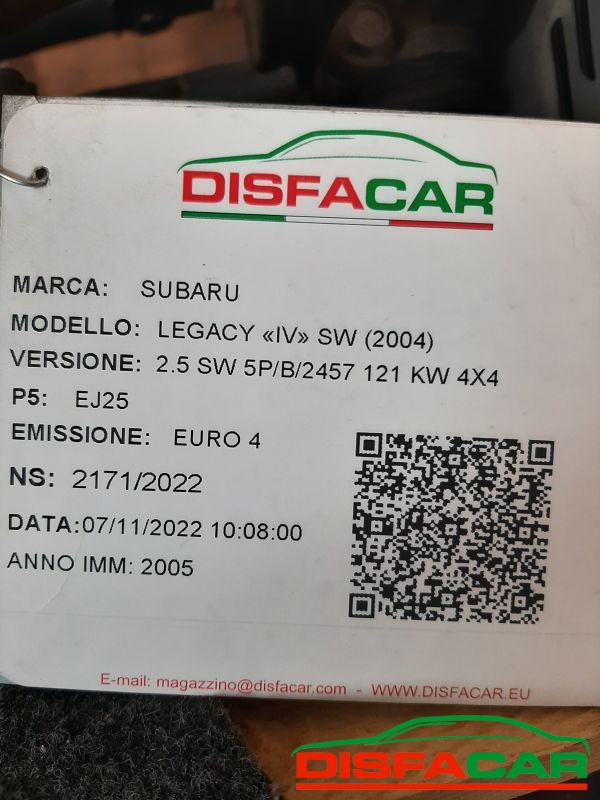 DISFACAR
MARCA: SUBARU
MODELLO: LEGACY «IV» SW (2004)
VERSIONE: 2.5 SW 5P/B/2457 121 KW 4X4
P5: EJ25
EMISSIONE: EURO 4
NS: 2171/2022
DATA:07/11/2022 10:08:00
ANNO IMM: 2005
E-mail: magazzino@disfacar.com - WWW.DISFACAR.EU
DISFACAR